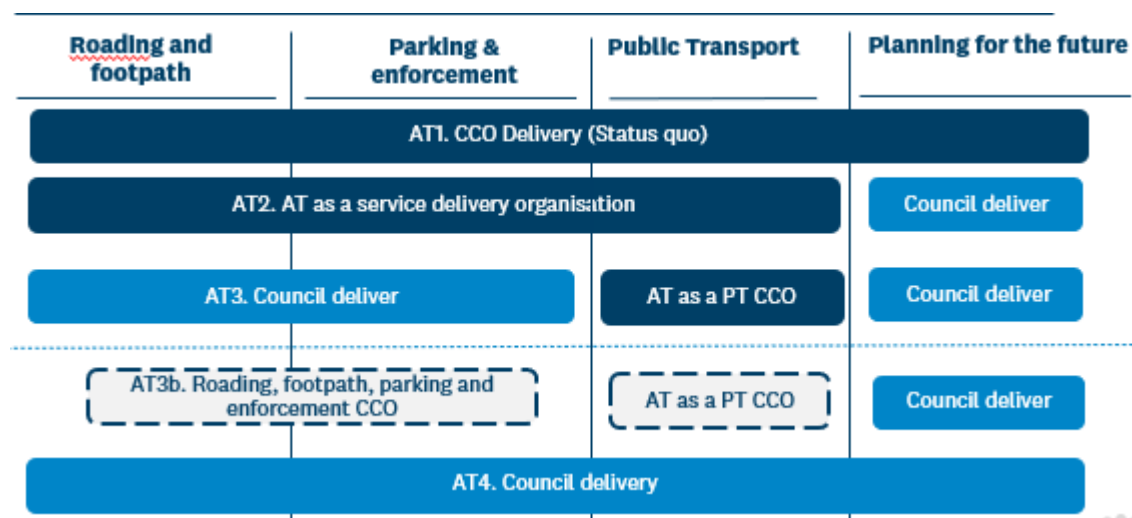 Roading and
footpath
Parking &
enforcement
Public Transport
Planning for the future
AT1. CCO Delivery (Status quo)
AT2. AT as a service delivery organisation
Council deliver
AT3. Council deliver
AT as a PT CCO
Council deliver
AT3b. Roading, footpath, parking and
enforcement CCO
AT as a PT CCO
Council deliver
AT4. Council delivery